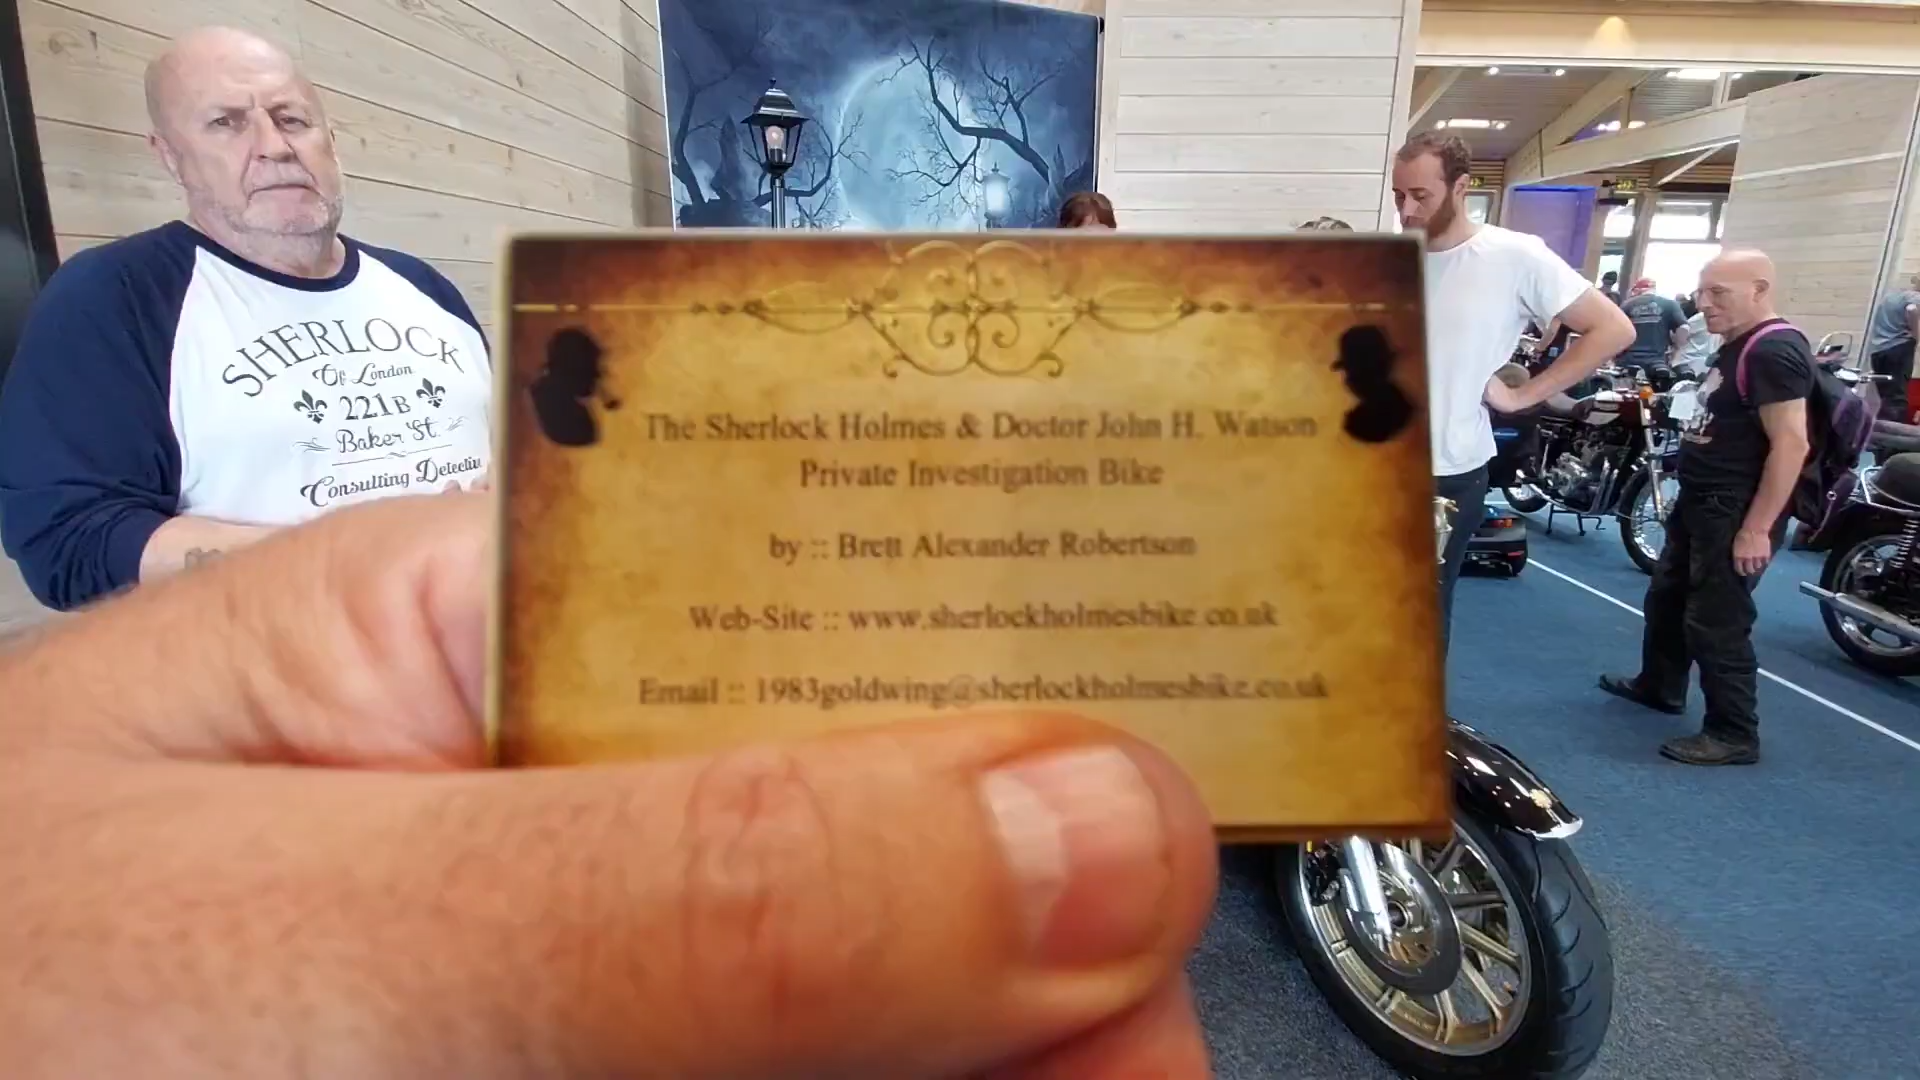 SHERLOCK
Of London
221B
Baker St.
Consulting Detective
The Sherlock Holmes & Doctor John H. Watson
Private Investigation Bike
by :: Brett Alexander Robertson
Web-Site :: www.sherlockholmesbike.co.uk
Email :: 1983goldwing@sherlockholmesbike.co.uk